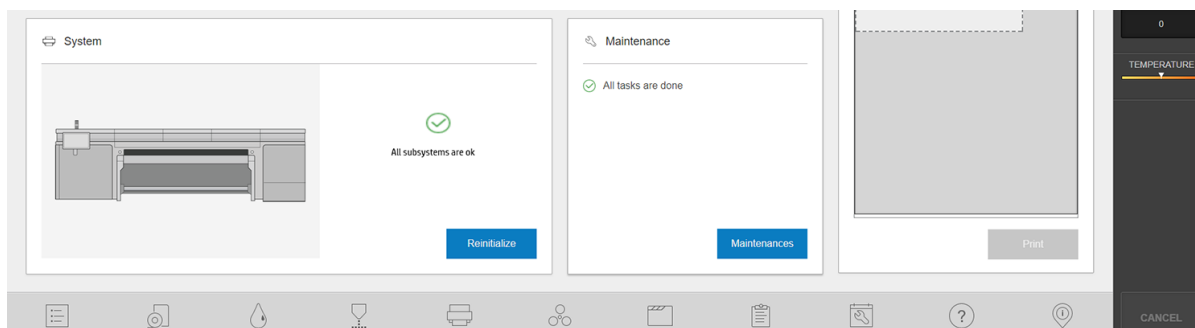 System
All subsystems are ok
Reinitialize
Maintenance
All tasks are done
Maintenances
Print
0
TEMPERATURE
CANCEL